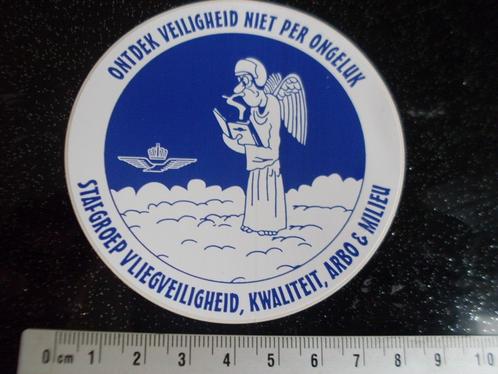 ONTDEK VEILIGHEID NIET PER ONGELUK
STAFGROEP VLIEGVEILIGHEID, KWALITEIT, ARBO & MILIEU
0 cm 1 2 3 4 5 6 7 8 9 10